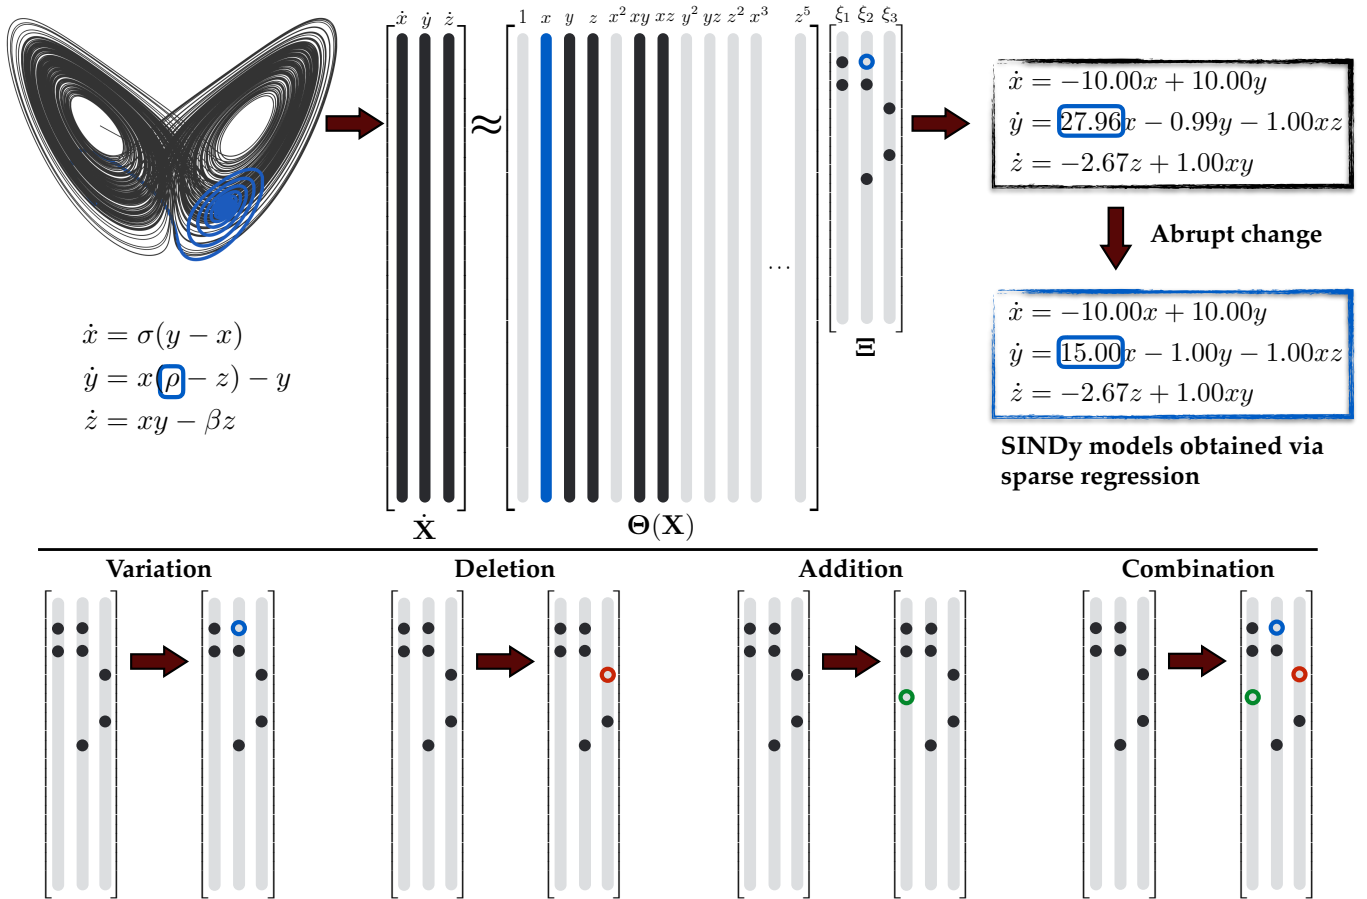 ẋ ẏ ż
1 x y z x² xy xz y² yz z² x³ z⁵
ξ₁ ξ₂ ξ₃
≈
...
Ẋ
Θ(X)
Ξ
ẋ = −10.00x + 10.00y
ẏ = 27.96x − 0.99y − 1.00xz
ż = −2.67z + 1.00xy
Abrupt change
ẋ = −10.00x + 10.00y
ẏ = 15.00x − 1.00y − 1.00xz
ż = −2.67z + 1.00xy
SINDy models obtained via
sparse regression
ẋ = σ(y − x)
ẏ = x(ρ − z) − y
ż = xy − βz
Variation
Deletion
Addition
Combination